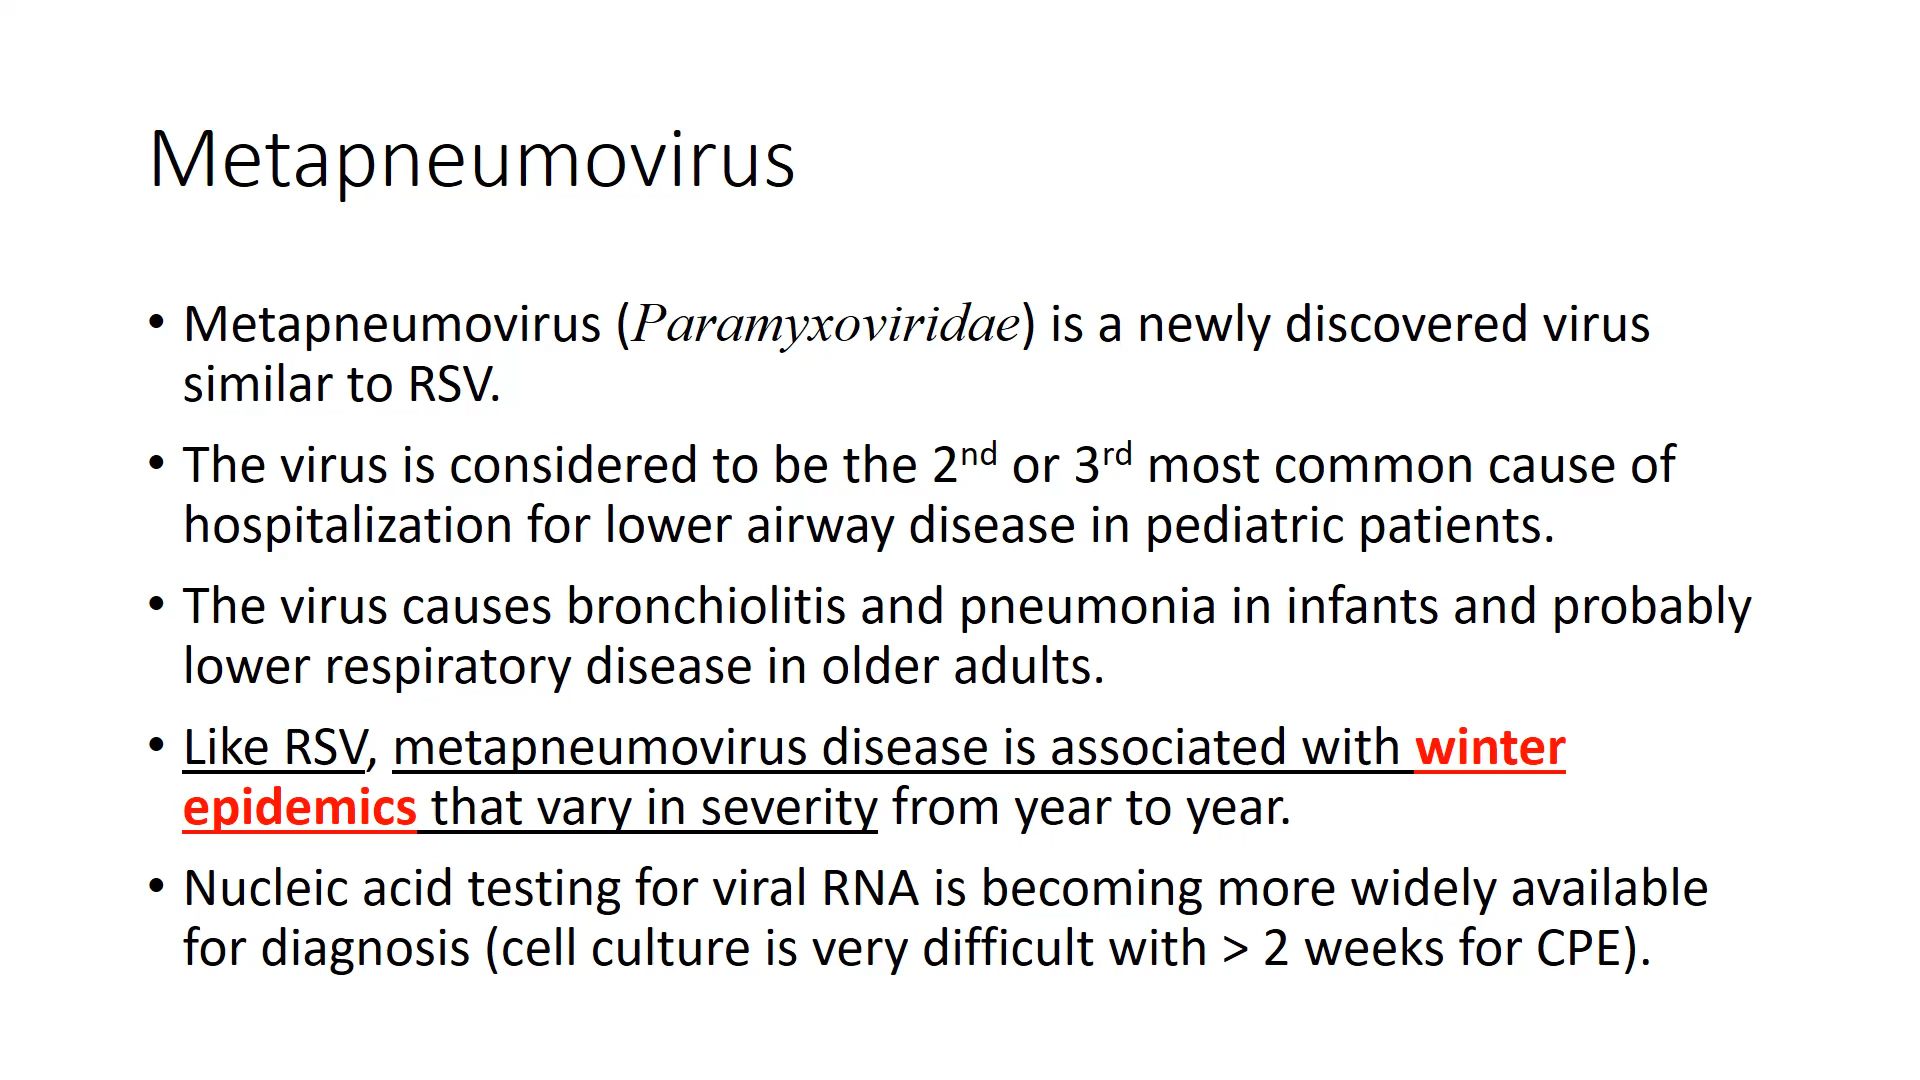 Metapneumovirus
• Metapneumovirus (Paramyxoviridae) is a newly discovered virus
similar to RSV.
• The virus is considered to be the 2nd or 3rd most common cause of
hospitalization for lower airway disease in pediatric patients.
• The virus causes bronchiolitis and pneumonia in infants and probably
lower respiratory disease in older adults.
• Like RSV, metapneumovirus disease is associated with winter
epidemics that vary in severity from year to year.
• Nucleic acid testing for viral RNA is becoming more widely available
for diagnosis (cell culture is very difficult with > 2 weeks for CPE).